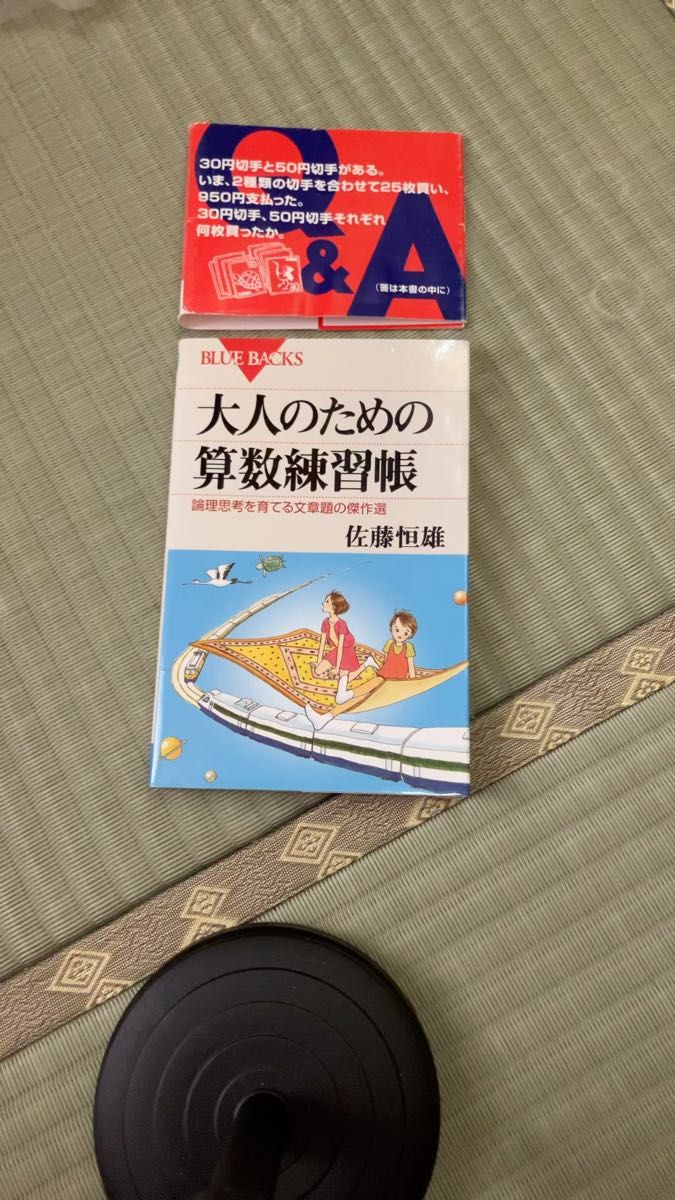 Q&A
30円切手と50円切手がある。
いま、2種類の切手を合わせて25枚買い、
950円支払った。
30円切手、50円切手それぞれ
何枚買ったか。
(答は本書の中に)
BLUE BACKS
大人のための
算数練習帳
論理思考を育てる文章題の傑作選
佐藤恒雄